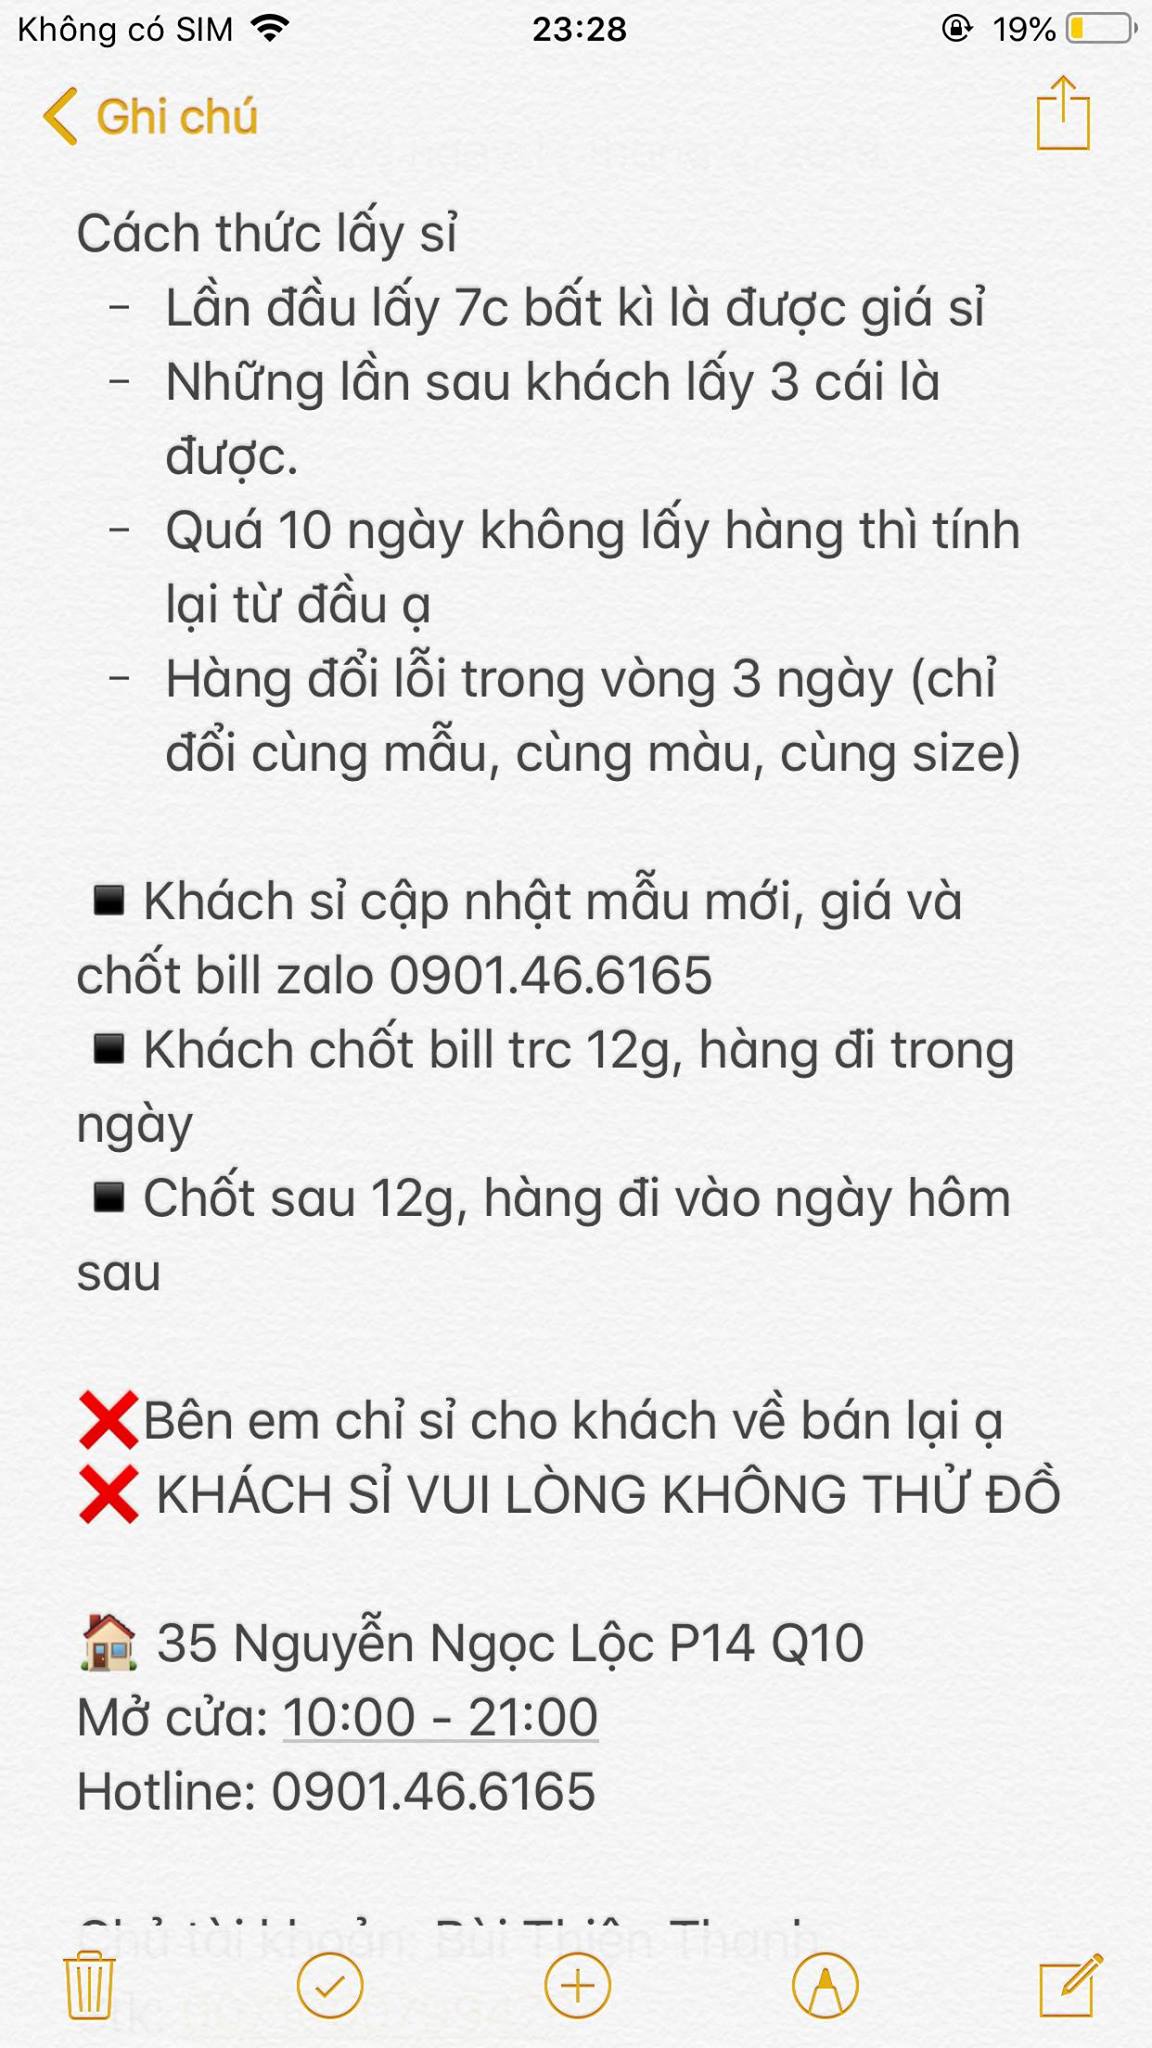 Không có SIM 23:28 19%
Ghi chú
Cách thức lấy sỉ
- Lần đầu lấy 7c bất kì là được giá sỉ
- Những lần sau khách lấy 3 cái là
được.
- Quá 10 ngày không lấy hàng thì tính
lại từ đầu ạ
- Hàng đổi lỗi trong vòng 3 ngày (chỉ
đổi cùng mẫu, cùng màu, cùng size)
◾️Khách sỉ cập nhật mẫu mới, giá và
chốt bill zalo 0901.46.6165
◾️Khách chốt bill trc 12g, hàng đi trong
ngày
◾️Chốt sau 12g, hàng đi vào ngày hôm
sau
❌Bên em chỉ sỉ cho khách về bán lại ạ
❌ KHÁCH SỈ VUI LÒNG KHÔNG THỬ ĐỒ
🏠 35 Nguyễn Ngọc Lộc P14 Q10
Mở cửa: 10:00 - 21:00
Hotline: 0901.46.6165
Chủ tài khoản: Bùi Thiên Thanh